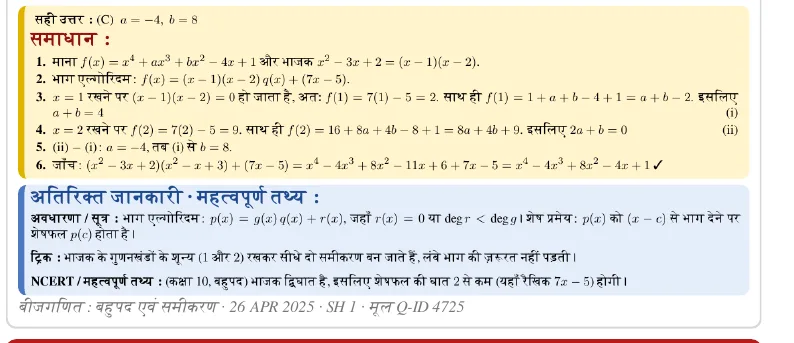 सही उत्तर : (C) a = −4, b = 8
समाधान :
1. माना f(x) = x⁴ + ax³ + bx² − 4x + 1 और भाजक x² − 3x + 2 = (x − 1)(x − 2).
2. भाग एल्गोरिदम: f(x) = (x − 1)(x − 2) q(x) + (7x − 5).
3. x = 1 रखने पर (x − 1)(x − 2) = 0 हो जाता है, अतः f(1) = 7(1) − 5 = 2. साथ ही f(1) = 1 + a + b − 4 + 1 = a + b − 2. इसलिए
a + b = 4 (i)
4. x = 2 रखने पर f(2) = 7(2) − 5 = 9. साथ ही f(2) = 16 + 8a + 4b − 8 + 1 = 8a + 4b + 9. इसलिए 2a + b = 0 (ii)
5. (ii) − (i): a = −4, तब (i) से b = 8.
6. जाँच: (x² − 3x + 2)(x² − x + 3) + (7x − 5) = x⁴ − 4x³ + 8x² − 11x + 6 + 7x − 5 = x⁴ − 4x³ + 8x² − 4x + 1 ✓
अतिरिक्त जानकारी · महत्वपूर्ण तथ्य :
अवधारणा / सूत्र : भाग एल्गोरिदम: p(x) = g(x) q(x) + r(x), जहाँ r(x) = 0 या deg r < deg g। शेष प्रमेय: p(x) को (x − c) से भाग देने पर
शेषफल p(c) होता है।
ट्रिक : भाजक के गुणनखंडों के शून्य (1 और 2) रखकर सीधे दो समीकरण बन जाते हैं, लंबे भाग की ज़रूरत नहीं पड़ती।
NCERT / महत्वपूर्ण तथ्य : (कक्षा 10, बहुपद) भाजक द्विघात है, इसलिए शेषफल की घात 2 से कम (यहाँ रैखिक 7x − 5) होगी।
बीजगणित : बहुपद एवं समीकरण · 26 APR 2025 · SH 1 · मूल Q-ID 4725